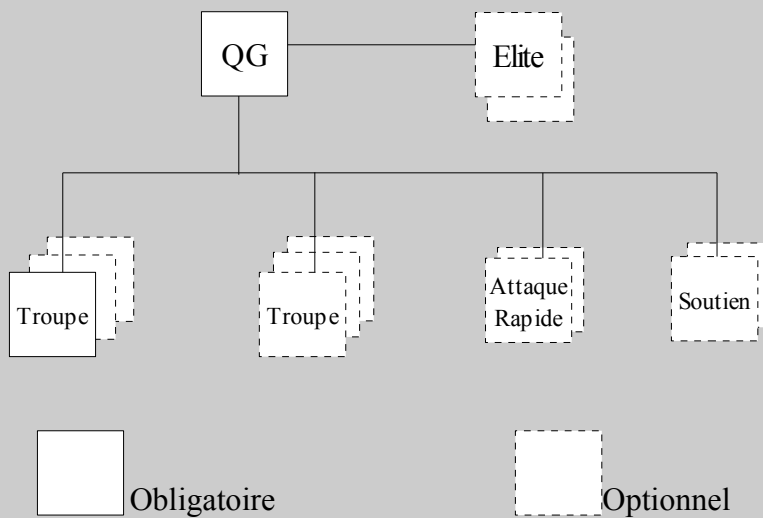 QG
Elite
Troupe
Troupe
Attaque
Rapide
Soutien
Obligatoire
Optionnel